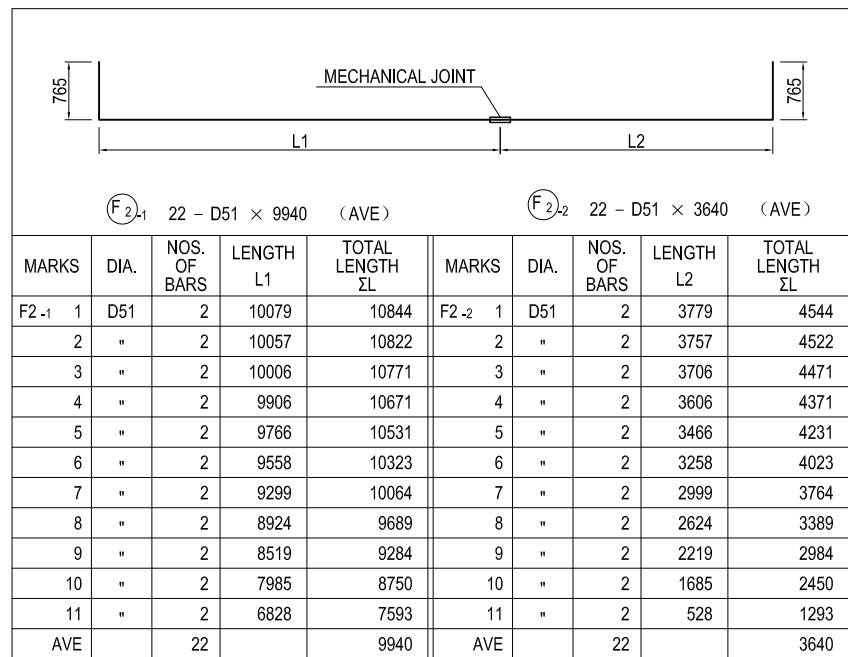 765
MECHANICAL JOINT
765
L1
L2
F2-1 22 – D51 × 9940 （AVE）
F2-2 22 – D51 × 3640 （AVE）
MARKS DIA. NOS. OF BARS LENGTH L1 TOTAL LENGTH ΣL MARKS DIA. NOS. OF BARS LENGTH L2 TOTAL LENGTH ΣL
F2-1 1 D51 2 10079 10844 F2-2 1 D51 2 3779 4544
2 " 2 10057 10822 2 " 2 3757 4522
3 " 2 10006 10771 3 " 2 3706 4471
4 " 2 9906 10671 4 " 2 3606 4371
5 " 2 9766 10531 5 " 2 3466 4231
6 " 2 9558 10323 6 " 2 3258 4023
7 " 2 9299 10064 7 " 2 2999 3764
8 " 2 8924 9689 8 " 2 2624 3389
9 " 2 8519 9284 9 " 2 2219 2984
10 " 2 7985 8750 10 " 2 1685 2450
11 " 2 6828 7593 11 " 2 528 1293
AVE 22 9940 AVE 22 3640